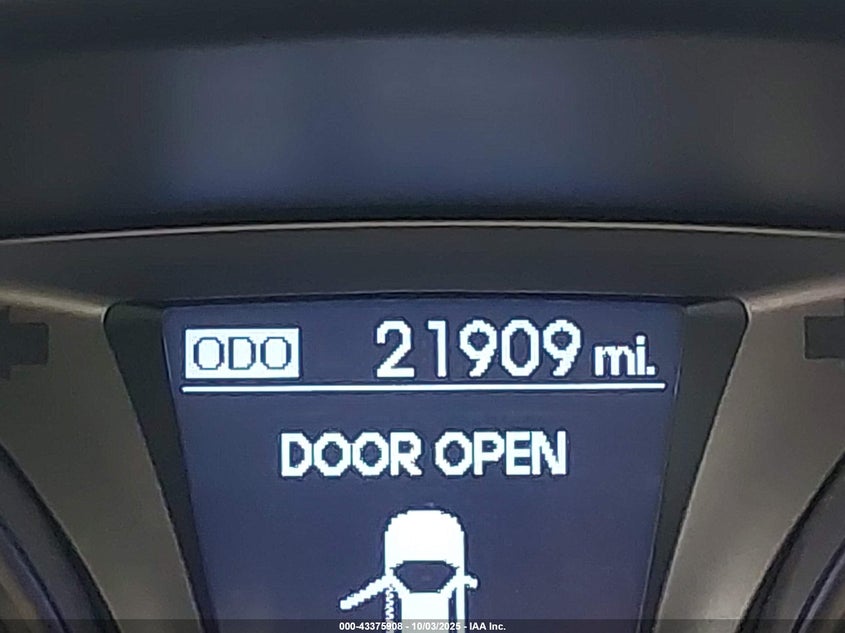 ODO 21909 mi.
DOOR OPEN
000-43375908 - 10/03/2025 - IAA Inc.